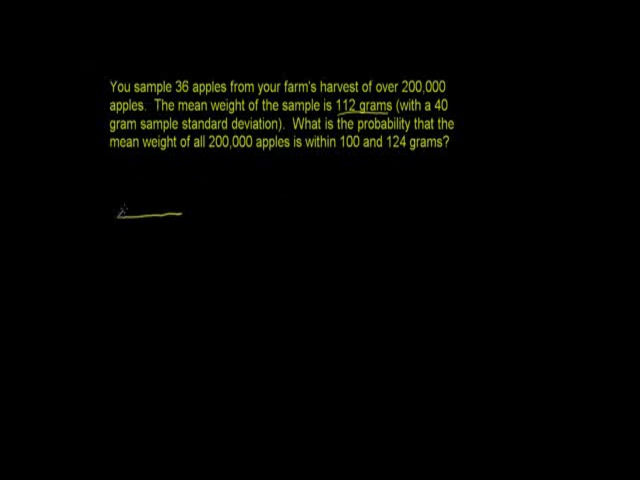 You sample 36 apples from your farm's harvest of over 200,000
apples. The mean weight of the sample is 112 grams (with a 40
gram sample standard deviation). What is the probability that the
mean weight of all 200,000 apples is within 100 and 124 grams?